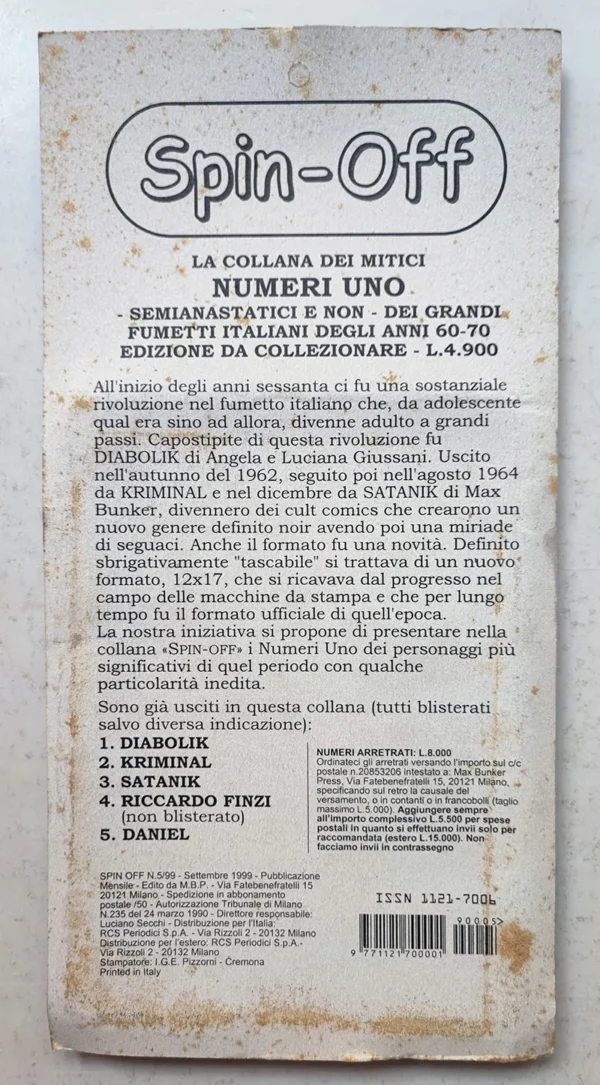 Spin-Off
LA COLLANA DEI MITICI
NUMERI UNO
- SEMIANASTATICI E NON - DEI GRANDI
FUMETTI ITALIANI DEGLI ANNI 60-70
EDIZIONE DA COLLEZIONARE - L.4.900
All'inizio degli anni sessanta ci fu una sostanziale
rivoluzione nel fumetto italiano che, da adolescente
qual era sino ad allora, divenne adulto a grandi
passi. Capostipite di questa rivoluzione fu
DIABOLIK di Angela e Luciana Giussani. Uscito
nell'autunno del 1962, seguito poi nell'agosto 1964
da KRIMINAL e nel dicembre da SATANIK di Max
Bunker, divennero dei cult comics che crearono un
nuovo genere definito noir avendo poi una miriade
di seguaci. Anche il formato fu una novità. Definito
sbrigativamente "tascabile" si trattava di un nuovo
formato, 12x17, che si ricavava dal progresso nel
campo delle macchine da stampa e che per lungo
tempo fu il formato ufficiale di quell'epoca.
La nostra iniziativa si propone di presentare nella
collana «SPIN-OFF» i Numeri Uno dei personaggi più
significativi di quel periodo con qualche
particolarità inedita.
Sono già usciti in questa collana (tutti blisterati
salvo diversa indicazione):
1. DIABOLIK
2. KRIMINAL
3. SATANIK
4. RICCARDO FINZI
(non blisterato)
5. DANIEL
NUMERI ARRETRATI: L.8.000
Ordinateci gli arretrati versando l'importo sul c/c
postale n.20853206 intestato a: Max Bunker
Press, Via Fatebenefratelli 15, 20121 Milano,
specificando sul retro la causale del
versamento, o in contanti o in francobolli (taglio
massimo L.5.000). Aggiungere sempre
all'importo complessivo L.5.500 per spese
postali in quanto si effettuano invii solo per
raccomandata (estero L.15.000). Non
facciamo invii in contrassegno
SPIN OFF N.5/99 - Settembre 1999 - Pubblicazione
Mensile - Edito da M.B.P. - Via Fatebenefratelli 15
20121 Milano - Spedizione in abbonamento
postale /50 - Autorizzazione Tribunale di Milano
N.235 del 24 marzo 1990 - Direttore responsabile:
Luciano Secchi - Distribuzione per l'Italia:
RCS Periodici S.p.A. - Via Rizzoli 2 - 20132 Milano
Distribuzione per l'estero: RCS Periodici S.p.A.-
Via Rizzoli 2 - 20132 Milano
Stampatore: I.G.E. Pizzorni - Cremona
Printed in Italy
ISSN 1121-7006
90005>
9 771121 700001